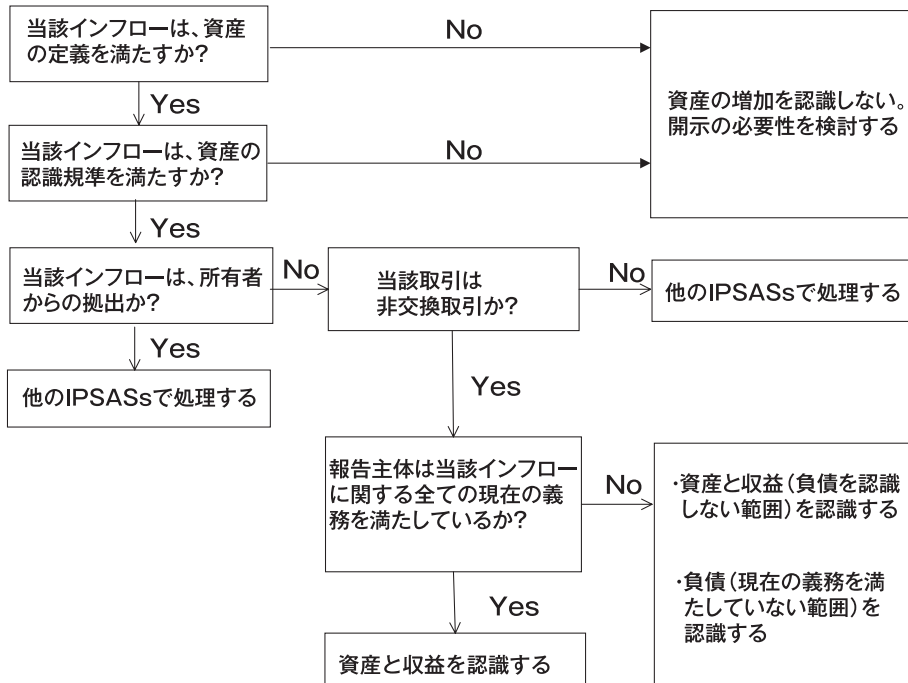 当該インフローは、資産
の定義を満たすか?
No
資産の増加を認識しない。
開示の必要性を検討する
Yes
当該インフローは、資産の
認識規準を満たすか?
No
Yes
当該インフローは、所有者
からの拠出か?
No
当該取引は
非交換取引か?
No
他のIPSASsで処理する
Yes
他のIPSASsで処理する
Yes
報告主体は当該インフロー
に関する全ての現在の義
務を満たしているか?
No
・資産と収益(負債を認識
しない範囲)を認識する
・負債(現在の義務を満
たしていない範囲)を
認識する
Yes
資産と収益を認識する